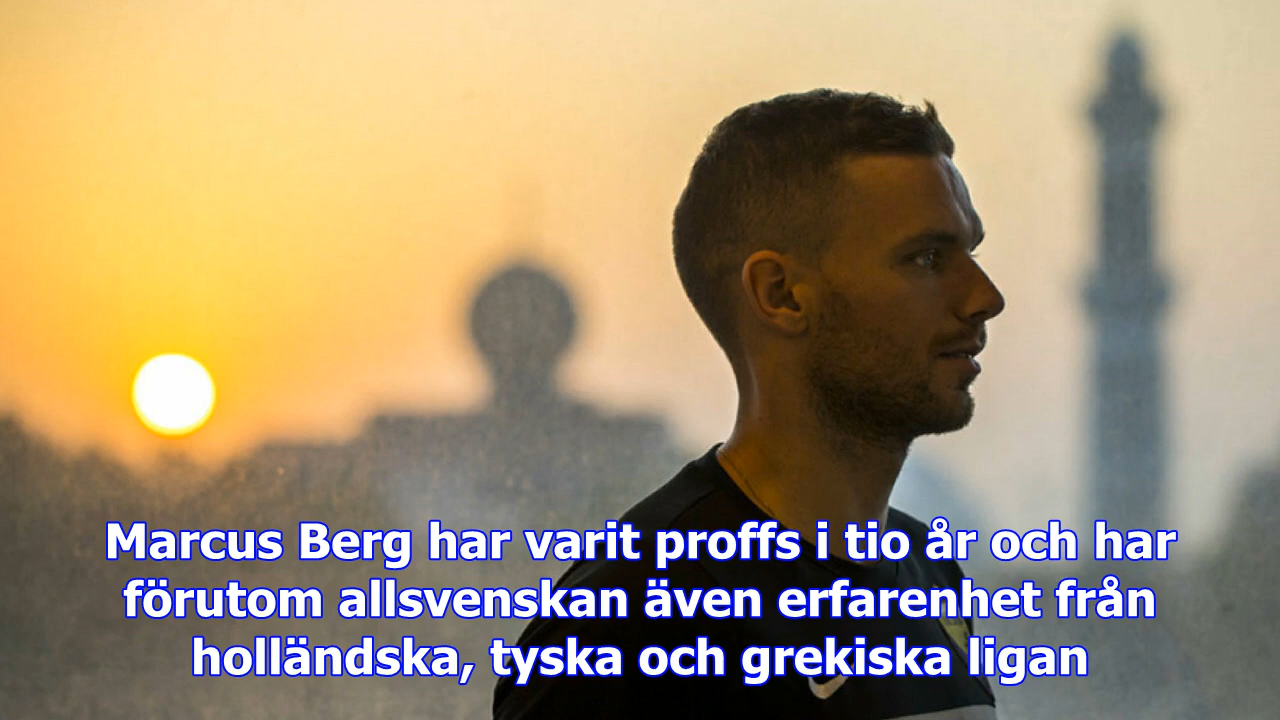 Marcus Berg har varit proffs i tio år och har
förutom allsvenskan även erfarenhet från
holländska, tyska och grekiska ligan